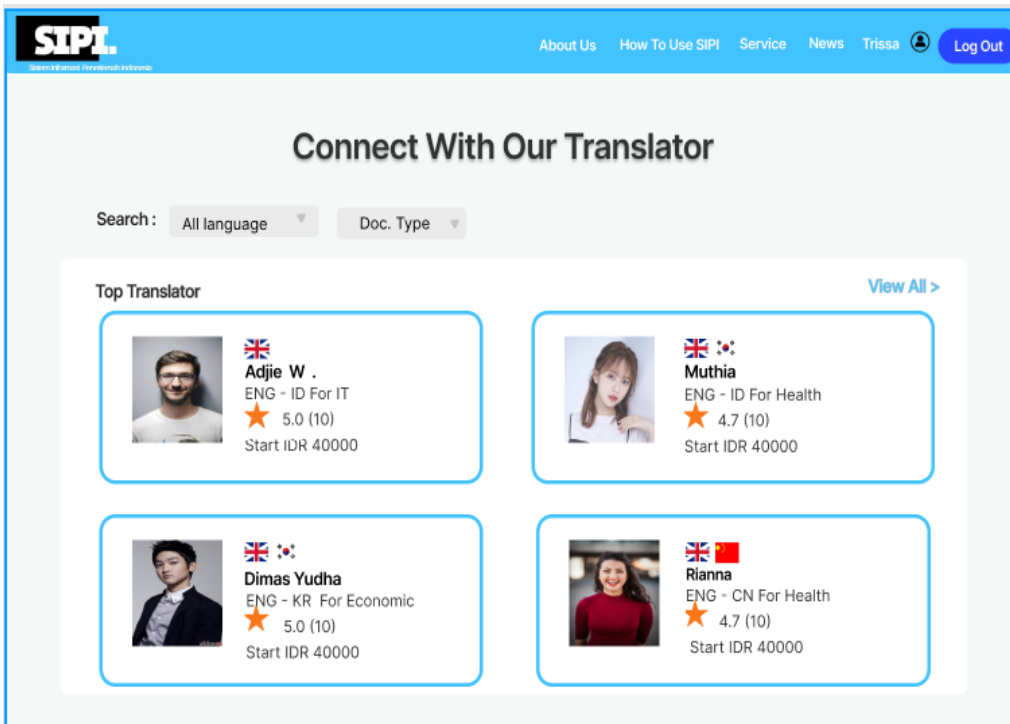 SIPI.
About Us How To Use SIPI Service News Trissa Log Out
Connect With Our Translator
Search : All language Doc. Type
Top Translator View All >
Adjie W .
ENG - ID For IT
5.0 (10)
Start IDR 40000
Muthia
ENG - ID For Health
4.7 (10)
Start IDR 40000
Dimas Yudha
ENG - KR For Economic
5.0 (10)
Start IDR 40000
Rianna
ENG - CN For Health
4.7 (10)
Start IDR 40000